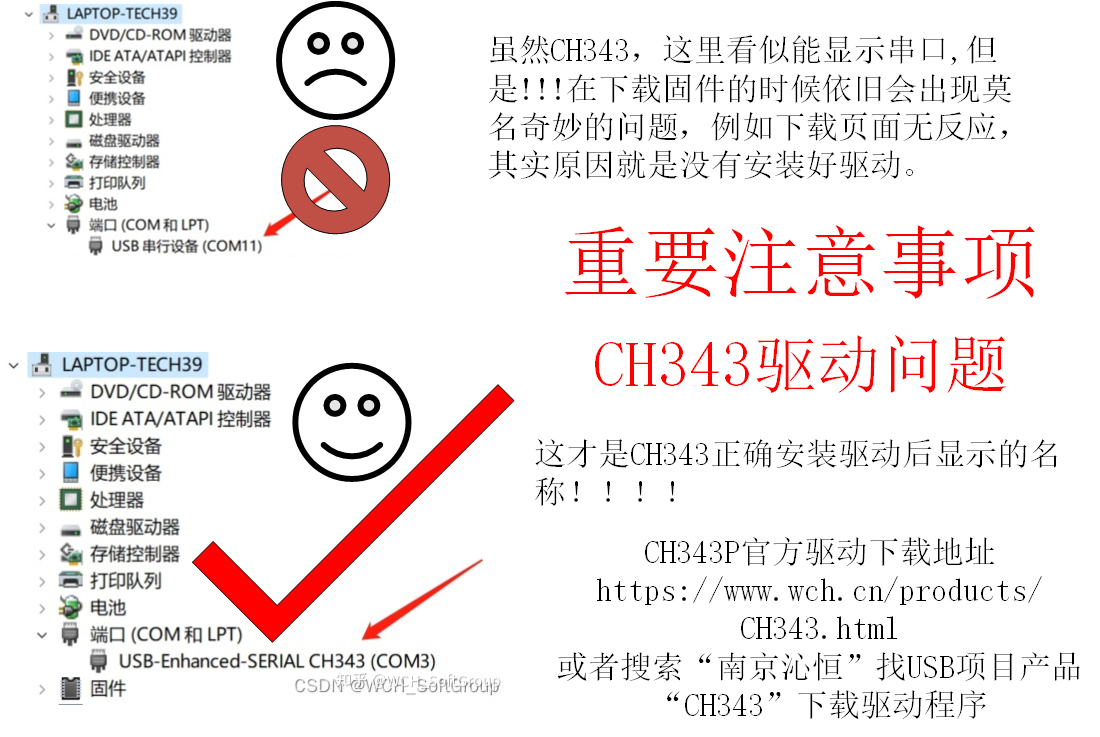 LAPTOP-TECH39
DVD/CD-ROM 驱动器
IDE ATA/ATAPI 控制器
安全设备
便携设备
处理器
磁盘驱动器
存储控制器
打印队列
电池
端口 (COM 和 LPT)
USB 串行设备 (COM11)
虽然CH343，这里看似能显示串口,但
是!!!在下载固件的时候依旧会出现莫
名奇妙的问题，例如下载页面无反应，
其实原因就是没有安装好驱动。
重要注意事项
CH343驱动问题
LAPTOP-TECH39
DVD/CD-ROM 驱动器
IDE ATA/ATAPI 控制器
安全设备
便携设备
处理器
磁盘驱动器
存储控制器
打印队列
电池
端口 (COM 和 LPT)
USB-Enhanced-SERIAL CH343 (COM3)
固件
知乎 @WCH_SoftGroup
CSDN @WCH_SoftGroup
这才是CH343正确安装驱动后显示的名
称！！！！
CH343P官方驱动下载地址
https://www.wch.cn/products/
CH343.html
或者搜索“南京沁恒”找USB项目产品
“CH343”下载驱动程序